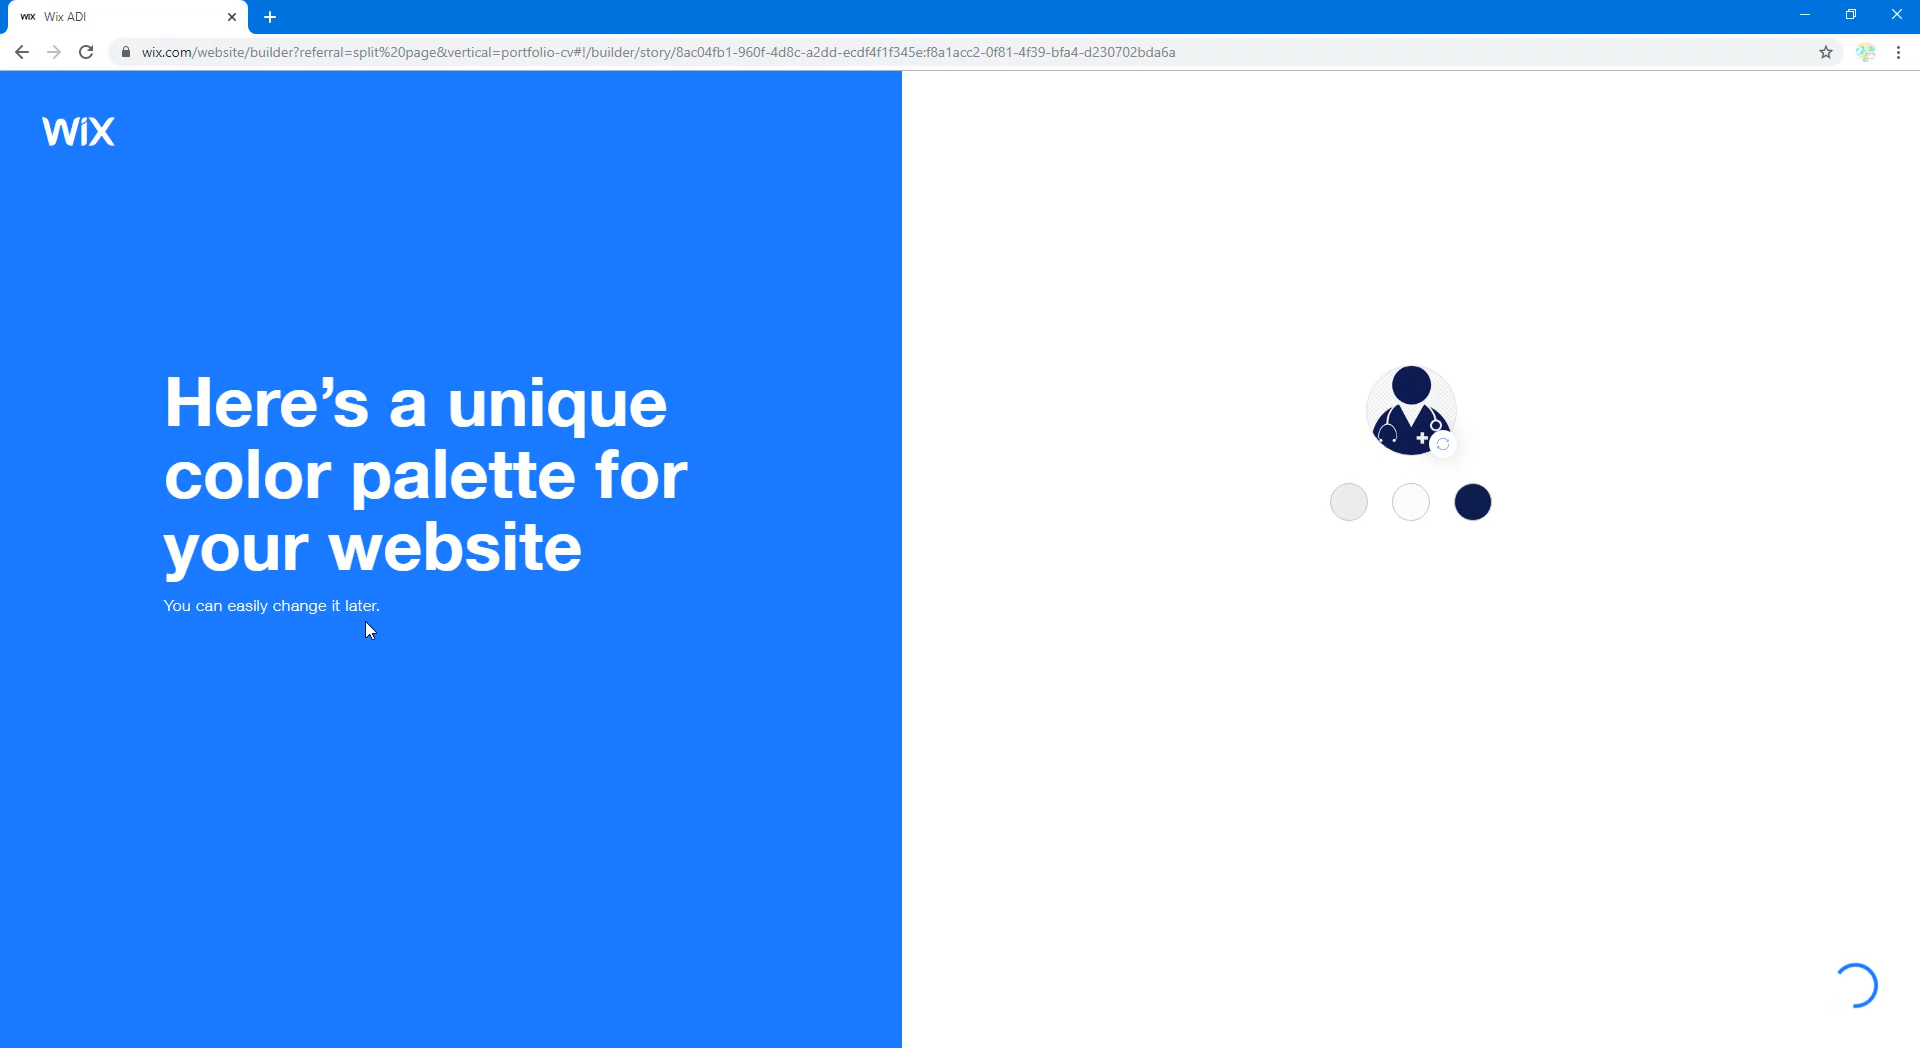 WIX Wix ADI
wix.com/website/builder?referral=split%20page&vertical=portfolio-cv#!/builder/story/8ac04fb1-960f-4d8c-a2dd-ecdf4f1f345e:f8a1acc2-0f81-4f39-bfa4-d230702bda6a
WiX
Here’s a unique
color palette for
your website
You can easily change it later.